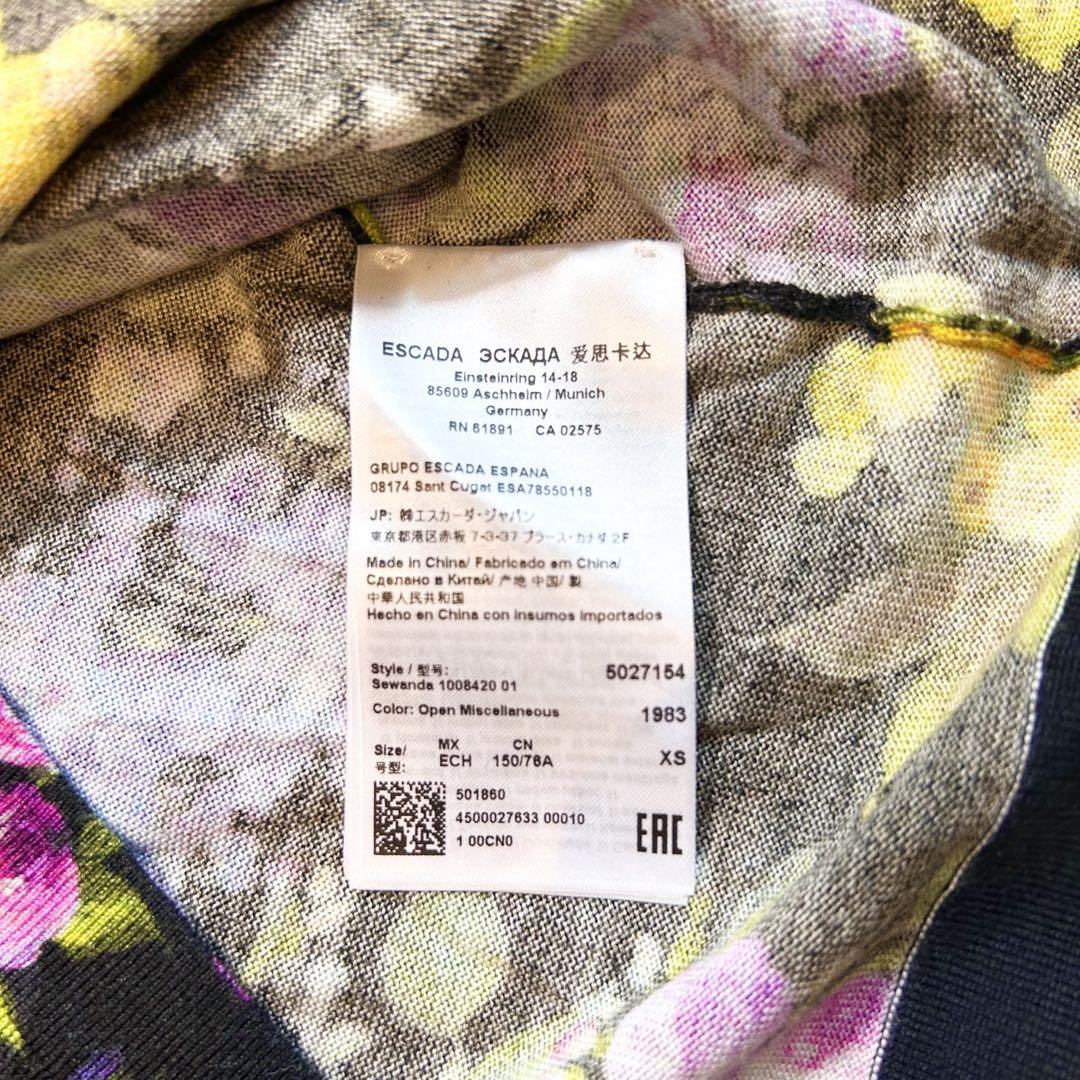 ESCADA ЭСКАДА 爱思卡达
Einsteinring 14-18
85609 Aschheim / Munich
Germany
RN 61891 CA 02575
GRUPO ESCADA ESPANA
08174 Sant Cugat ESA78550118
JP: ㈱エスカーダ・ジャパン
東京都港区赤坂 7-3-37 プラース・カナダ 2F
Made in China/ Fabricado em China/
Сделано в Китай/ 产地 中国/ 製
中華人民共和国
Hecho en China con insumos importados
Style / 型号: 5027154
Sewanda 1008420 01
Color: Open Miscellaneous 1983
Size/ MX CN
号型: ECH 150/76A XS
501860
4500027633 00010
1 00CN0
EAC